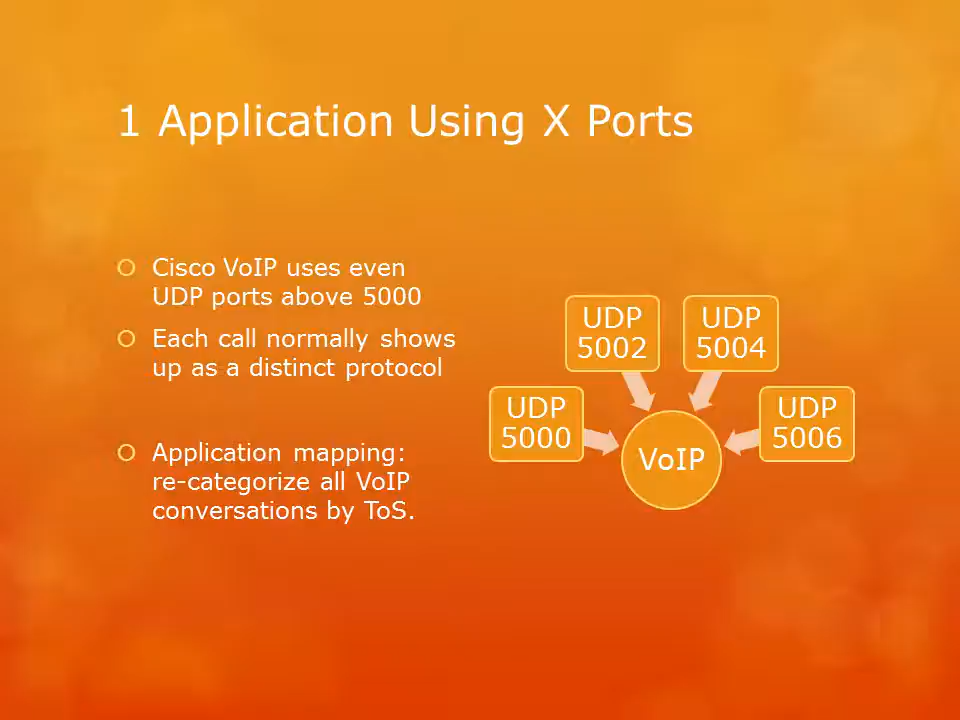 1 Application Using X Ports
Cisco VoIP uses even
UDP ports above 5000
Each call normally shows
up as a distinct protocol
Application mapping:
re-categorize all VoIP
conversations by ToS.
UDP
5000
UDP
5002
UDP
5004
UDP
5006
VoIP